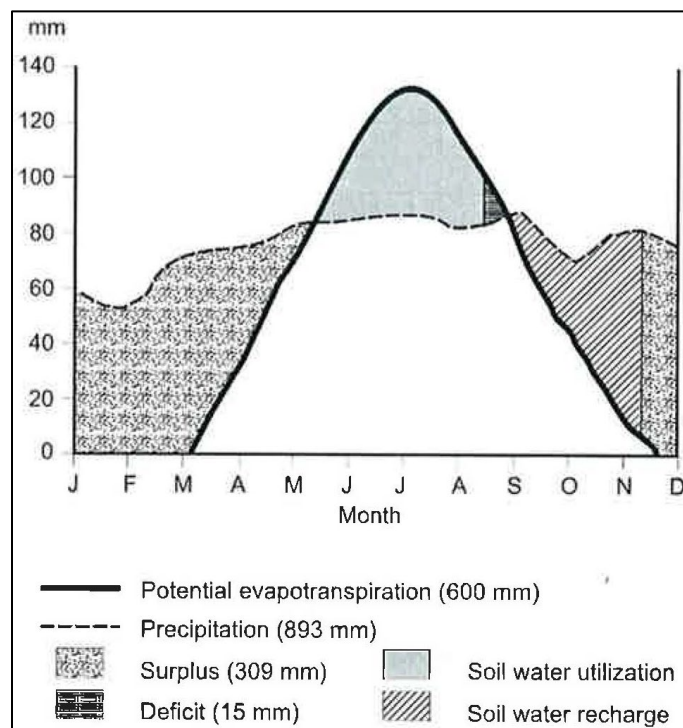 mm
140
120
100
80
60
40
20
0
J F M A M J J A S O N D
Month
Potential evapotranspiration (600 mm)
Precipitation (893 mm)
Surplus (309 mm) Soil water utilization
Deficit (15 mm) Soil water recharge